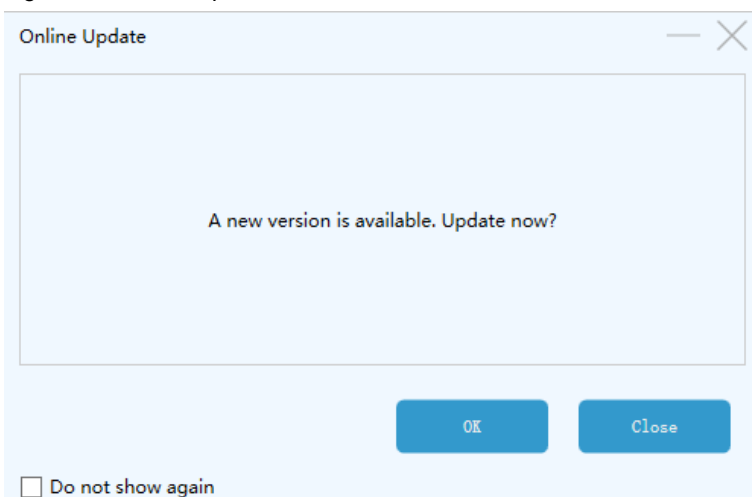 Online Update
A new version is available. Update now?
OK
Close
Do not show again